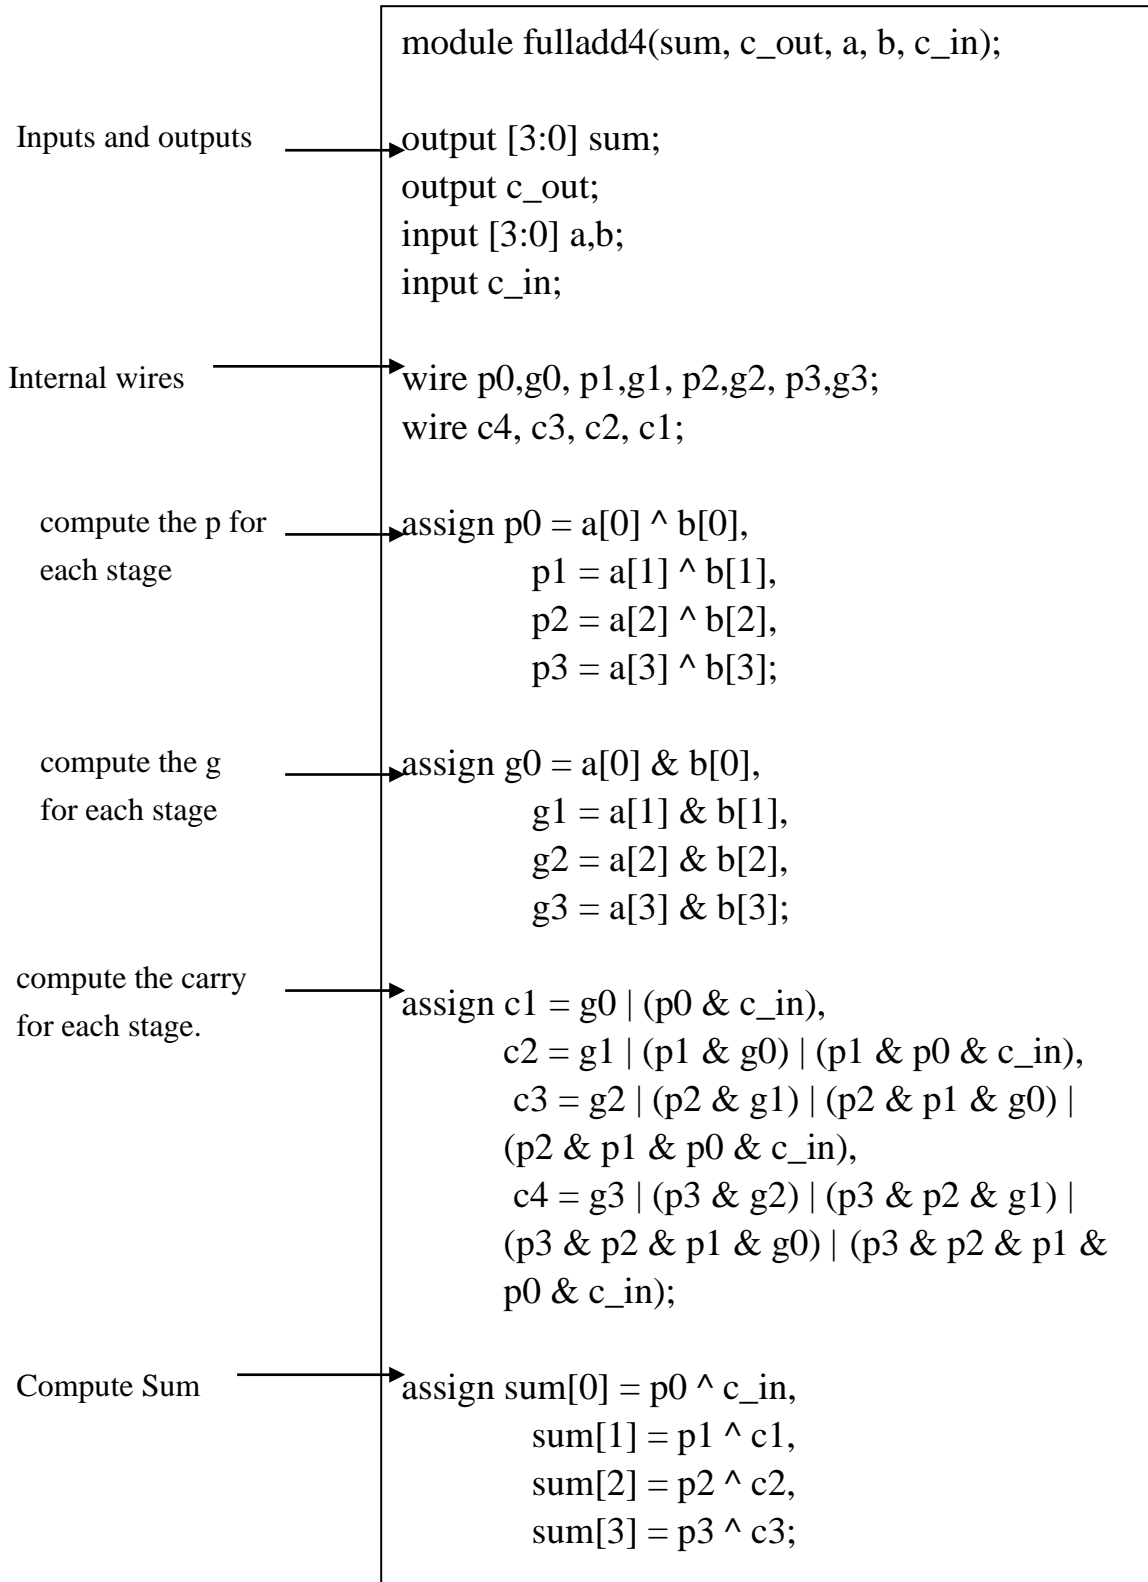 module fulladd4(sum, c_out, a, b, c_in);
Inputs and outputs
output [3:0] sum;
output c_out;
input [3:0] a,b;
input c_in;
Internal wires
wire p0,g0, p1,g1, p2,g2, p3,g3;
wire c4, c3, c2, c1;
compute the p for
each stage
assign p0 = a[0] ^ b[0],
p1 = a[1] ^ b[1],
p2 = a[2] ^ b[2],
p3 = a[3] ^ b[3];
compute the g
for each stage
assign g0 = a[0] & b[0],
g1 = a[1] & b[1],
g2 = a[2] & b[2],
g3 = a[3] & b[3];
compute the carry
for each stage.
assign c1 = g0 | (p0 & c_in),
c2 = g1 | (p1 & g0) | (p1 & p0 & c_in),
c3 = g2 | (p2 & g1) | (p2 & p1 & g0) |
(p2 & p1 & p0 & c_in),
c4 = g3 | (p3 & g2) | (p3 & p2 & g1) |
(p3 & p2 & p1 & g0) | (p3 & p2 & p1 &
p0 & c_in);
Compute Sum
assign sum[0] = p0 ^ c_in,
sum[1] = p1 ^ c1,
sum[2] = p2 ^ c2,
sum[3] = p3 ^ c3;